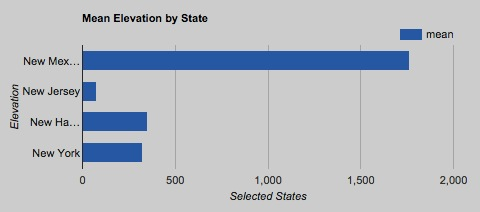 Mean Elevation by State
mean
New Mex...
New Jersey
New Ha...
New York
Elevation
0 500 1,000 1,500 2,000
Selected States